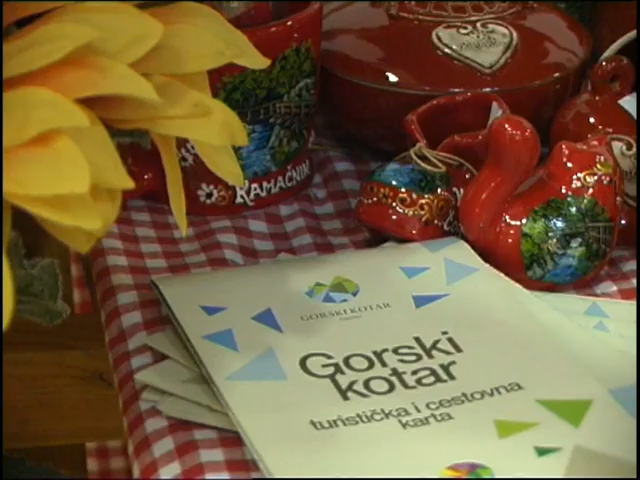 KAMAČNIK
GORSKI KOTAR
Gorski
kotar
turistička i cestovna
karta